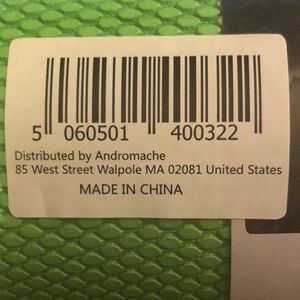 5 060501 400322
Distributed by Andromache
85 West Street Walpole MA 02081 United States
MADE IN CHINA